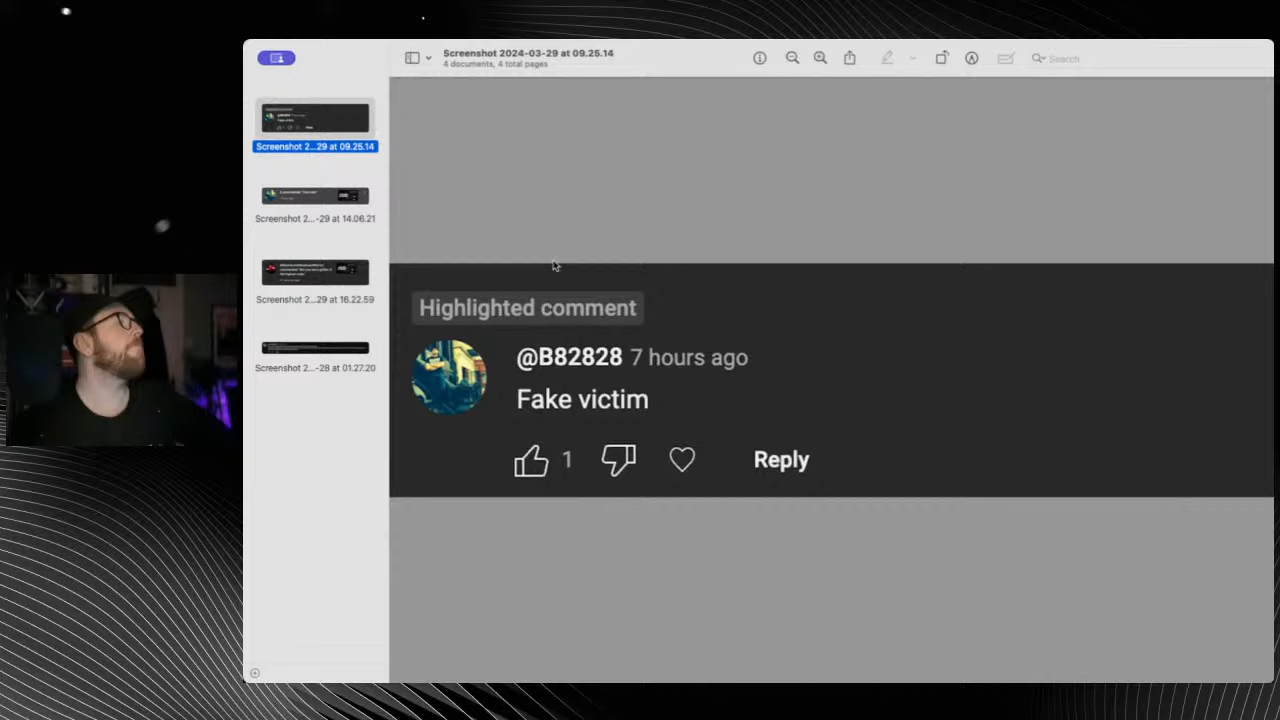 Screenshot 2024-03-29 at 09.25.14
4 documents, 4 total pages
Search
Screenshot 2...29 at 09.25.14
Screenshot 2...-29 at 14.06.21
Screenshot 2...29 at 16.22.59
Screenshot 2...-28 at 01.27.20
Highlighted comment
@B82828 7 hours ago
Fake victim
1
Reply